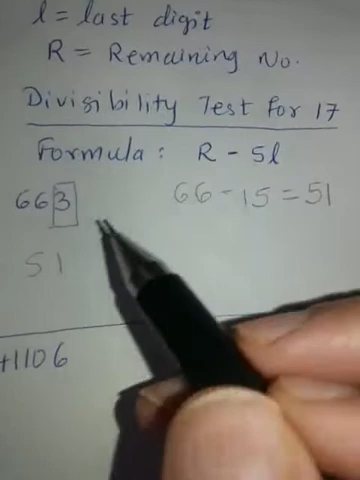 l = last digit
R = Remaining No.
Divisibility Test for 17
Formula: R - 5l
663 66 - 15 = 51
51
+1106